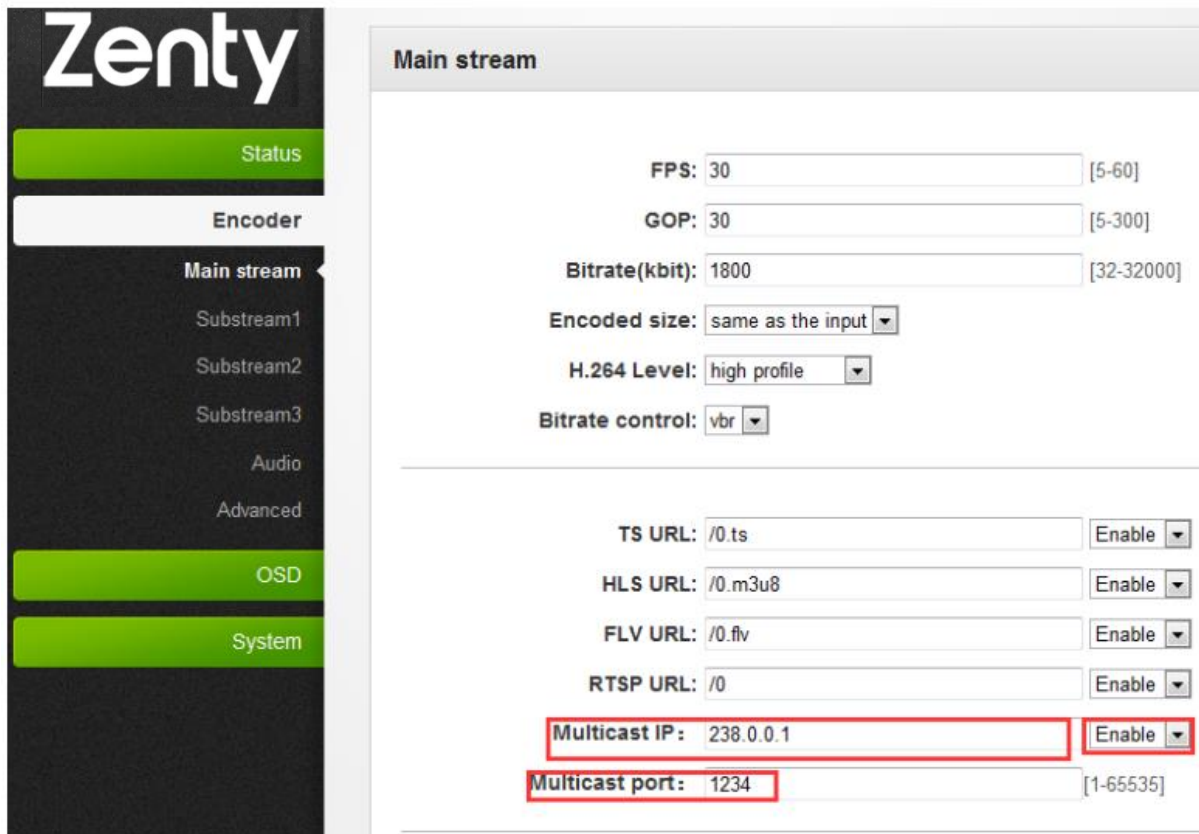 Zenty
Status
Encoder
Main stream
Substream1
Substream2
Substream3
Audio
Advanced
OSD
System
Main stream
FPS: 30 [5-60]
GOP: 30 [5-300]
Bitrate(kbit): 1800 [32-32000]
Encoded size: same as the input
H.264 Level: high profile
Bitrate control: vbr
TS URL: /0.ts Enable
HLS URL: /0.m3u8 Enable
FLV URL: /0.flv Enable
RTSP URL: /0 Enable
Multicast IP： 238.0.0.1 Enable
Multicast port： 1234 [1-65535]